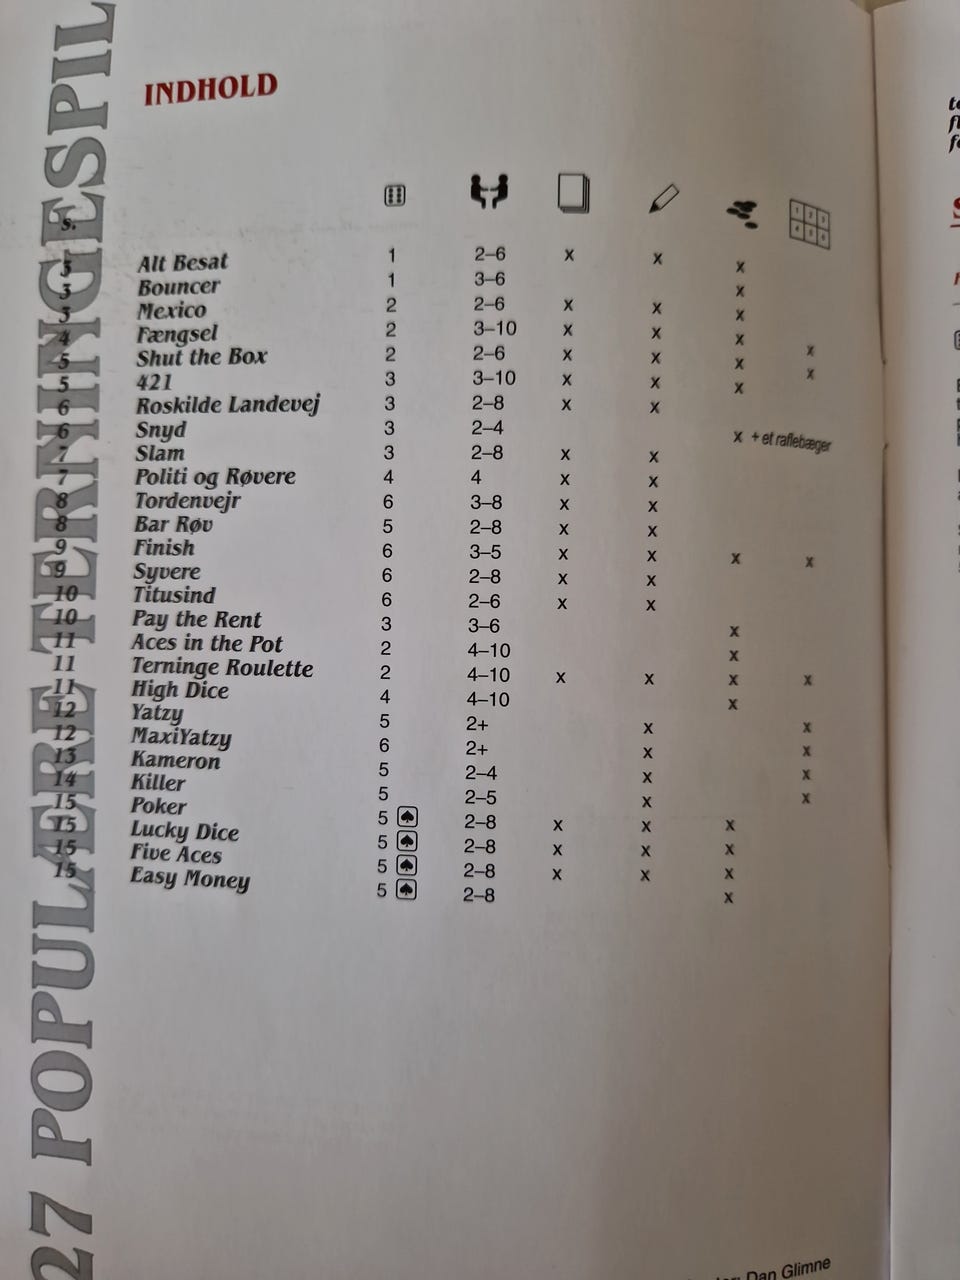 27 POPULÆRE TERNINGESPIL
INDHOLD
s.
3 Alt Besat 1 2–6 x x x
3 Bouncer 1 3–6 x
3 Mexico 2 2–6 x x x
4 Fængsel 2 3–10 x x x x
5 Shut the Box 2 2–6 x x x x
5 421 3 3–10 x x x
6 Roskilde Landevej 3 2–8 x x
6 Snyd 3 2–4 x + et raflebæger
7 Slam 3 2–8 x x
7 Politi og Røvere 4 4 x x
8 Tordenvejr 6 3–8 x x
8 Bar Røv 5 2–8 x x
9 Finish 6 3–5 x x x x
9 Syvere 6 2–8 x x
10 Titusind 6 2–6 x x
10 Pay the Rent 3 3–6 x
11 Aces in the Pot 2 4–10 x
11 Terninge Roulette 2 4–10 x x x x
11 High Dice 4 4–10 x
12 Yatzy 5 2+ x x
12 MaxiYatzy 6 2+ x x
13 Kameron 5 2–4 x x
14 Killer 5 2–5 x x
15 Poker 5 2–8 x x x
15 Lucky Dice 5 2–8 x x x
15 Five Aces 5 2–8 x x x
15 Easy Money 5 2–8 x
Dan Glimne